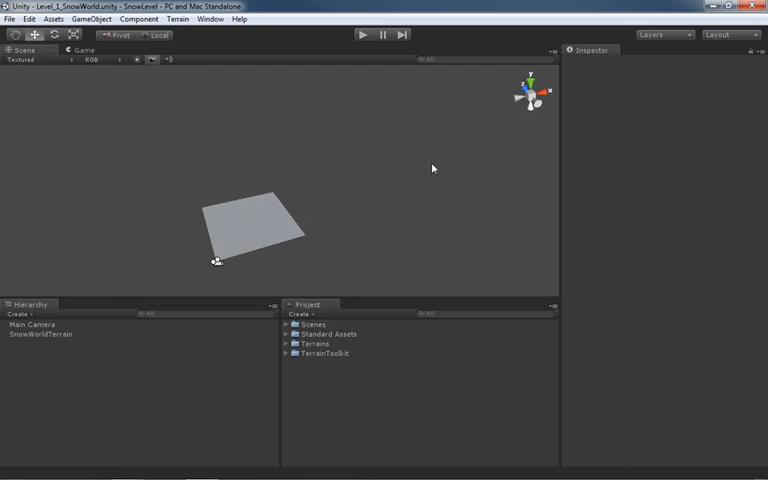 Unity - Level_1_SnowWorld.unity - SnowLevel - PC and Mac Standalone
File Edit Assets GameObject Component Terrain Window Help
Pivot Local Layers Layout
Scene Game Inspector
Textured RGB All
y
z x
Hierarchy Project
Create All Create All
Main Camera Scenes
SnowWorldTerrain Standard Assets
Terrains
TerrainToolkit